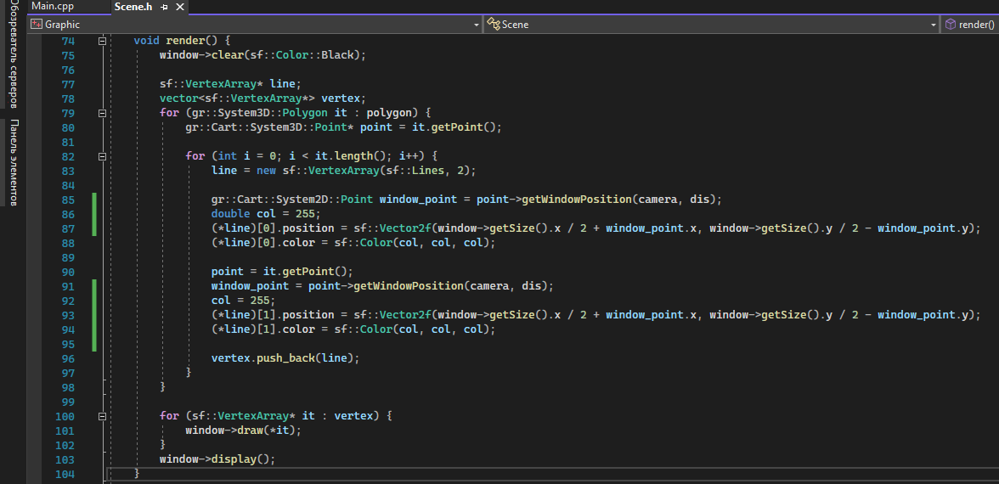 Main.cpp
Scene.h
Graphic
Scene
render()
Обозреватель серверов
Панель элементов
74 void render() {
75 window->clear(sf::Color::Black);
76
77 sf::VertexArray* line;
78 vector<sf::VertexArray*> vertex;
79 for (gr::System3D::Polygon it : polygon) {
80 gr::Cart::System3D::Point* point = it.getPoint();
81
82 for (int i = 0; i < it.length(); i++) {
83 line = new sf::VertexArray(sf::Lines, 2);
84
85 gr::Cart::System2D::Point window_point = point->getWindowPosition(camera, dis);
86 double col = 255;
87 (*line)[0].position = sf::Vector2f(window->getSize().x / 2 + window_point.x, window->getSize().y / 2 - window_point.y);
88 (*line)[0].color = sf::Color(col, col, col);
89
90 point = it.getPoint();
91 window_point = point->getWindowPosition(camera, dis);
92 col = 255;
93 (*line)[1].position = sf::Vector2f(window->getSize().x / 2 + window_point.x, window->getSize().y / 2 - window_point.y);
94 (*line)[1].color = sf::Color(col, col, col);
95
96 vertex.push_back(line);
97 }
98 }
99
100 for (sf::VertexArray* it : vertex) {
101 window->draw(*it);
102 }
103 window->display();
104 }